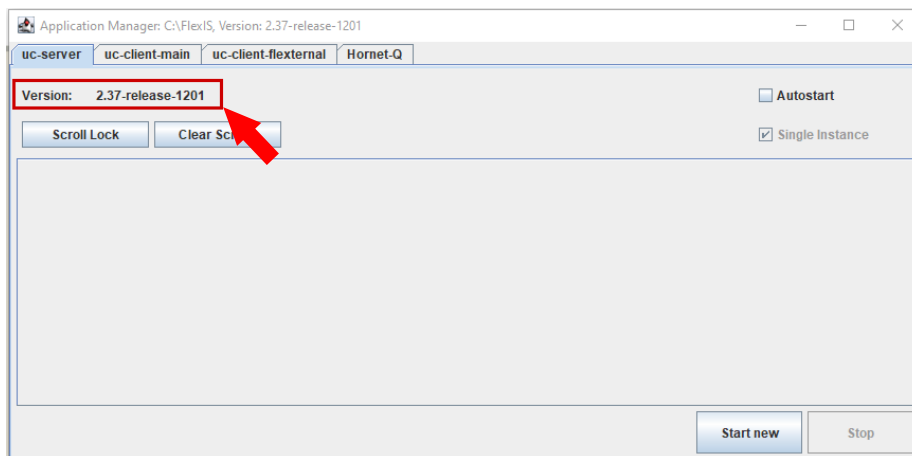 Application Manager: C:\FlexIS, Version: 2.37-release-1201
uc-server uc-client-main uc-client-flexternal Hornet-Q
Version: 2.37-release-1201 Autostart
Scroll Lock Clear Single Instance
Start new Stop